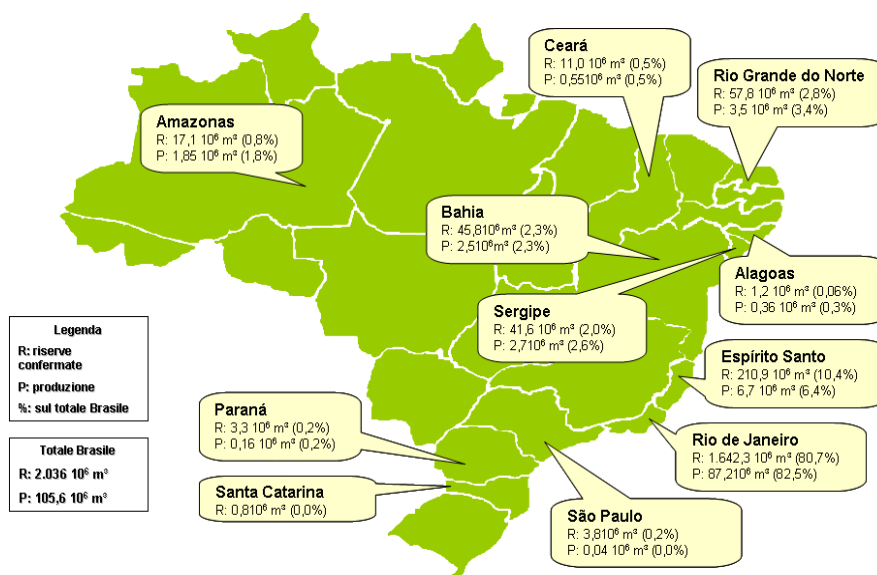 Ceará
R: 11,0 10⁶ m³ (0,5%)
P: 0,5510⁶ m³ (0,5%)
Rio Grande do Norte
R: 57,8 10⁶ m³ (2,8%)
P: 3,5 10⁶ m³ (3,4%)
Amazonas
R: 17,1 10⁶ m³ (0,8%)
P: 1,85 10⁶ m³ (1,8%)
Bahia
R: 45,810⁶ m³ (2,3%)
P: 2,510⁶m³ (2,3%)
Alagoas
R: 1,2 10⁶ m³ (0,06%)
P: 0,36 10⁶ m³ (0,3%)
Sergipe
R: 41,6 10⁶ m³ (2,0%)
P: 2,710⁶ m³ (2,6%)
Legenda
R: riserve
confermate
P: produzione
%: sul totale Brasile
Espírito Santo
R: 210,9 10⁶ m³ (10,4%)
P: 6,7 10⁶ m³ (6,4%)
Paraná
R: 3,3 10⁶ m³ (0,2%)
P: 0,16 10⁶ m³ (0,2%)
Rio de Janeiro
R: 1.642,3 10⁶ m³ (80,7%)
P: 87,210⁶ m³ (82,5%)
Totale Brasile
R: 2.036 10⁶ m³
P: 105,6 10⁶ m³
Santa Catarina
R: 0,810⁶ m³ (0,0%)
São Paulo
R: 3,810⁶ m³ (0,2%)
P: 0,04 10⁶ m³ (0,0%)